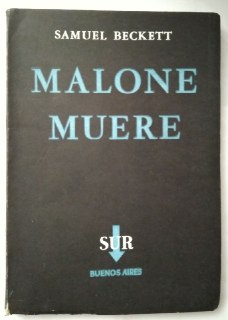 SAMUEL BECKETT
MALONE
MUERE
SUR
BUENOS AIRES